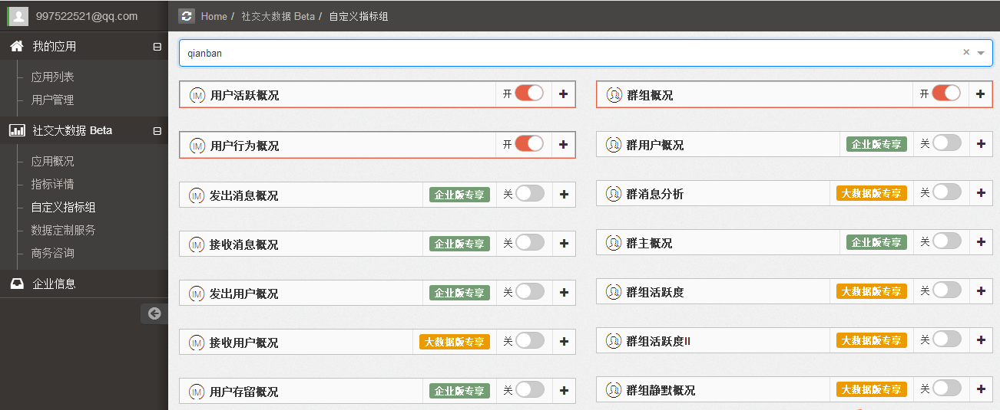 997522521@qq.com
Home / 社交大数据 Beta / 自定义指标组
我的应用
应用列表
用户管理
社交大数据 Beta
应用概况
指标详情
自定义指标组
数据定制服务
商务咨询
企业信息
qianban
IM 用户活跃概况 开
群组概况 开
IM 用户行为概况 开
群用户概况 企业版专享 关
IM 发出消息概况 企业版专享 关
群消息分析 大数据版专享 关
IM 接收消息概况 企业版专享 关
群主概况 企业版专享 关
IM 发出用户概况 企业版专享 关
群组活跃度 大数据版专享 关
IM 接收用户概况 大数据版专享 关
群组活跃度II 大数据版专享 关
IM 用户存留概况 企业版专享 关
群组静默概况 大数据版专享 关